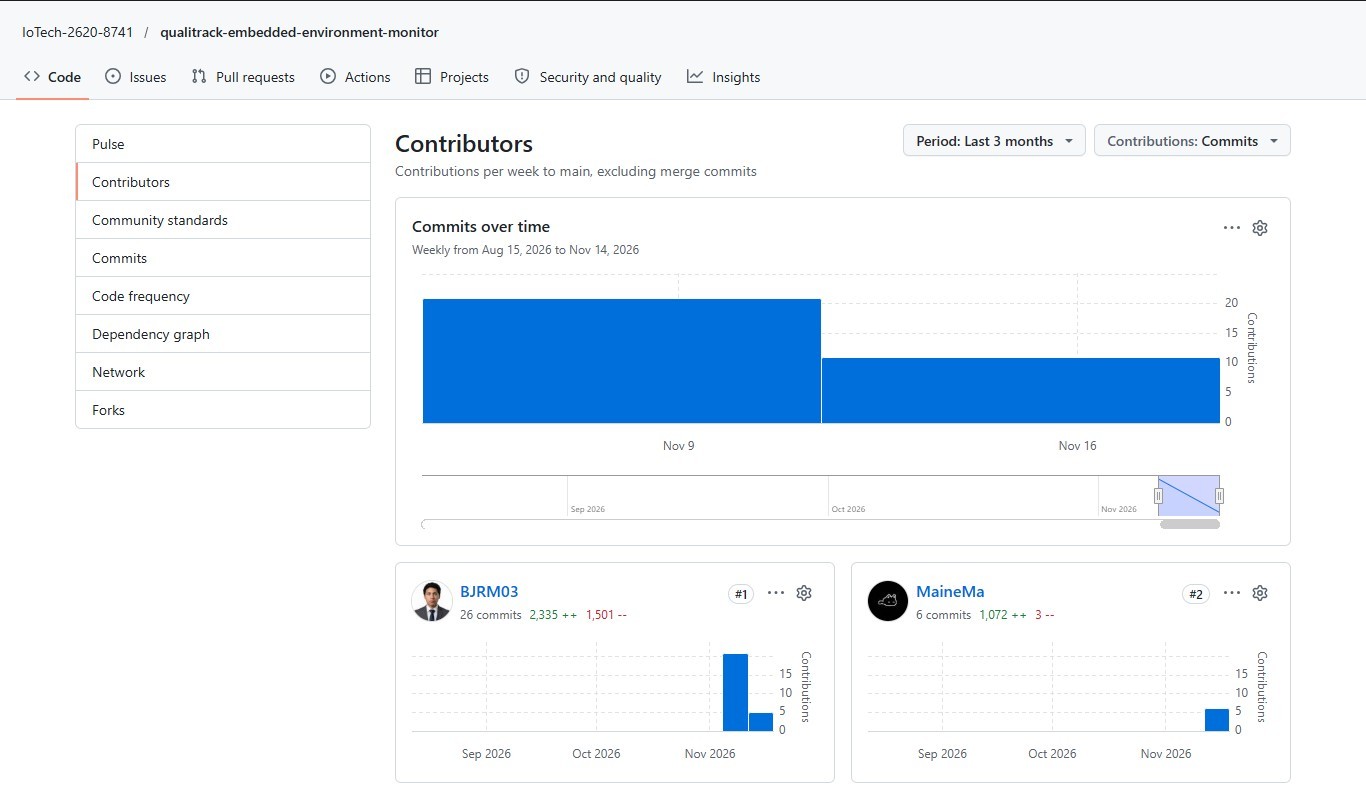 IoTech-2620-8741 / qualitrack-embedded-environment-monitor
Code Issues Pull requests Actions Projects Security and quality Insights
Pulse
Contributors
Community standards
Commits
Code frequency
Dependency graph
Network
Forks
Contributors
Contributions per week to main, excluding merge commits
Period: Last 3 months
Contributions: Commits
Commits over time
Weekly from Aug 15, 2026 to Nov 14, 2026
20
15
10
5
0
Contributions
Nov 9 Nov 16
Sep 2026 Oct 2026 Nov 2026
BJRM03
#1
26 commits 2,335 ++ 1,501 --
15
10
5
0
Contributions
Sep 2026 Oct 2026 Nov 2026
MaineMa
#2
6 commits 1,072 ++ 3 --
15
10
5
0
Contributions
Sep 2026 Oct 2026 Nov 2026